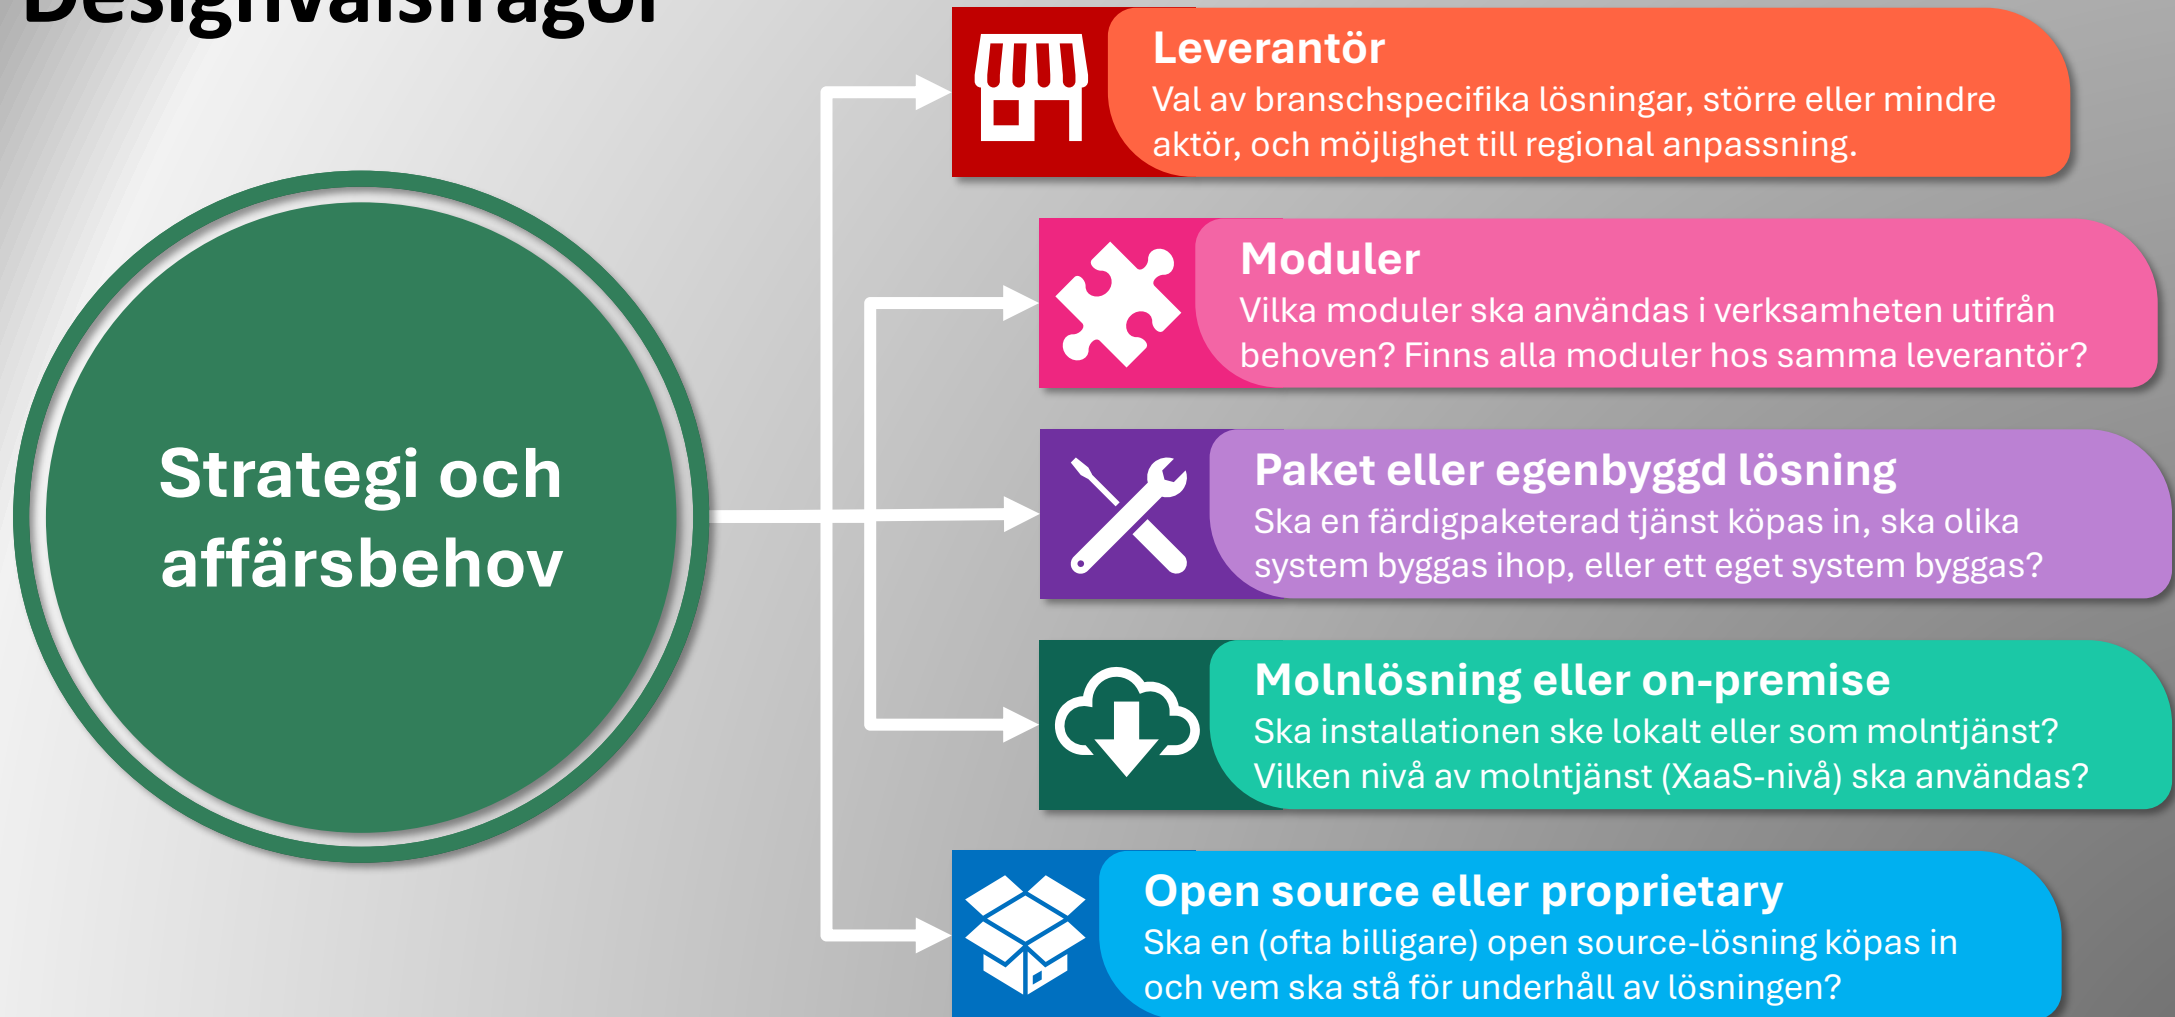 Designvalsfrågor
Strategi och
affärsbehov
Leverantör
Val av branschspecifika lösningar, större eller mindre
aktör, och möjlighet till regional anpassning.
Moduler
Vilka moduler ska användas i verksamheten utifrån
behoven? Finns alla moduler hos samma leverantör?
Paket eller egenbyggd lösning
Ska en färdigpaketerad tjänst köpas in, ska olika
system byggas ihop, eller ett eget system byggas?
Molnlösning eller on-premise
Ska installationen ske lokalt eller som molntjänst?
Vilken nivå av molntjänst (XaaS-nivå) ska användas?
Open source eller proprietary
Ska en (ofta billigare) open source-lösning köpas in
och vem ska stå för underhåll av lösningen?